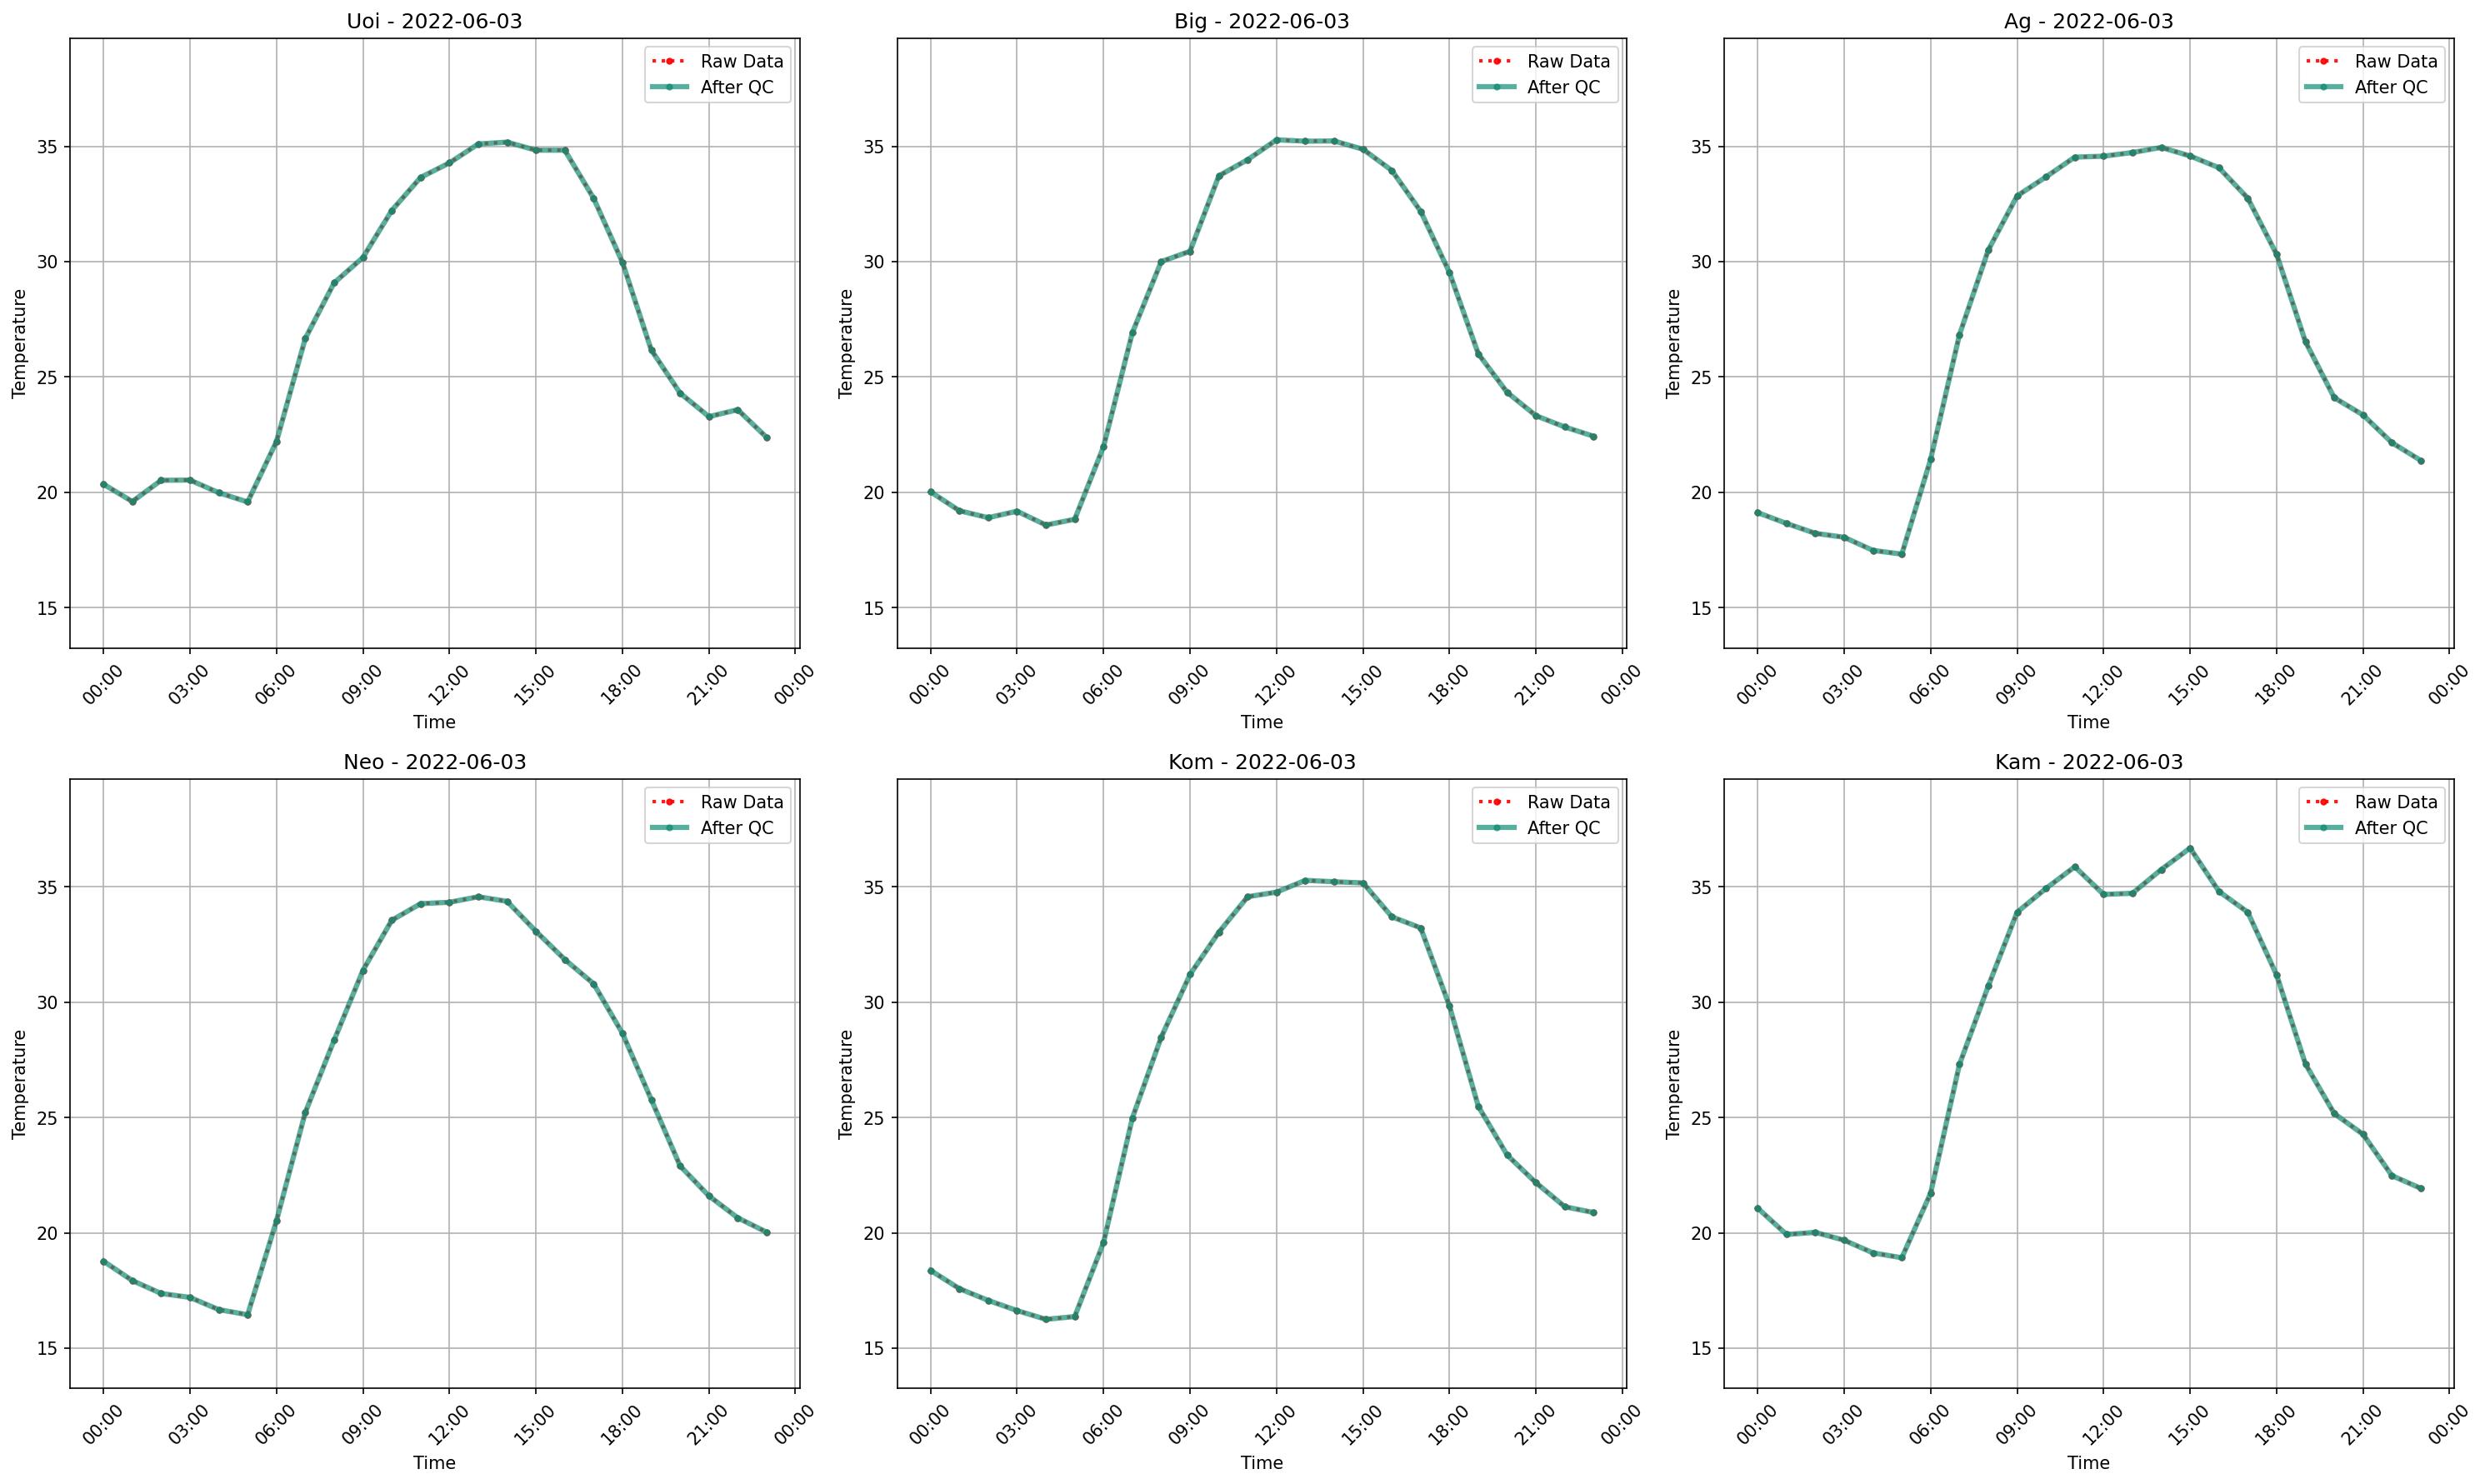 Uoi - 2022-06-03
Raw Data
After QC
35
30
25
20
15
Temperature
00:00
03:00
06:00
09:00
12:00
15:00
18:00
21:00
00:00
Time
Big - 2022-06-03
Raw Data
After QC
35
30
25
20
15
Temperature
00:00
03:00
06:00
09:00
12:00
15:00
18:00
21:00
00:00
Time
Ag - 2022-06-03
Raw Data
After QC
35
30
25
20
15
Temperature
00:00
03:00
06:00
09:00
12:00
15:00
18:00
21:00
00:00
Time
Neo - 2022-06-03
Raw Data
After QC
35
30
25
20
15
Temperature
00:00
03:00
06:00
09:00
12:00
15:00
18:00
21:00
00:00
Time
Kom - 2022-06-03
Raw Data
After QC
35
30
25
20
15
Temperature
00:00
03:00
06:00
09:00
12:00
15:00
18:00
21:00
00:00
Time
Kam - 2022-06-03
Raw Data
After QC
35
30
25
20
15
Temperature
00:00
03:00
06:00
09:00
12:00
15:00
18:00
21:00
00:00
Time